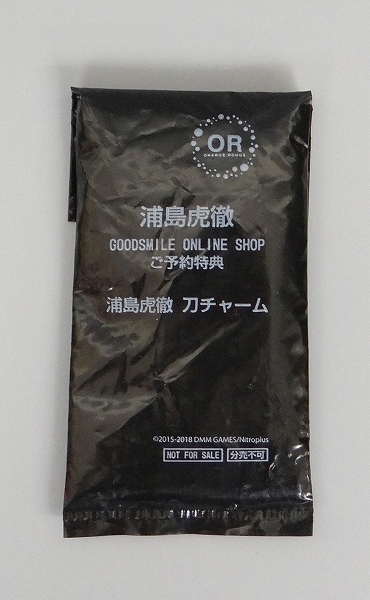 OR
ORANGE ROUGE
浦島虎徹
GOODSMILE ONLINE SHOP
ご予約特典
浦島虎徹 刀チャーム
©2015-2018 DMM GAMES/Nitroplus
NOT FOR SALE 分売不可